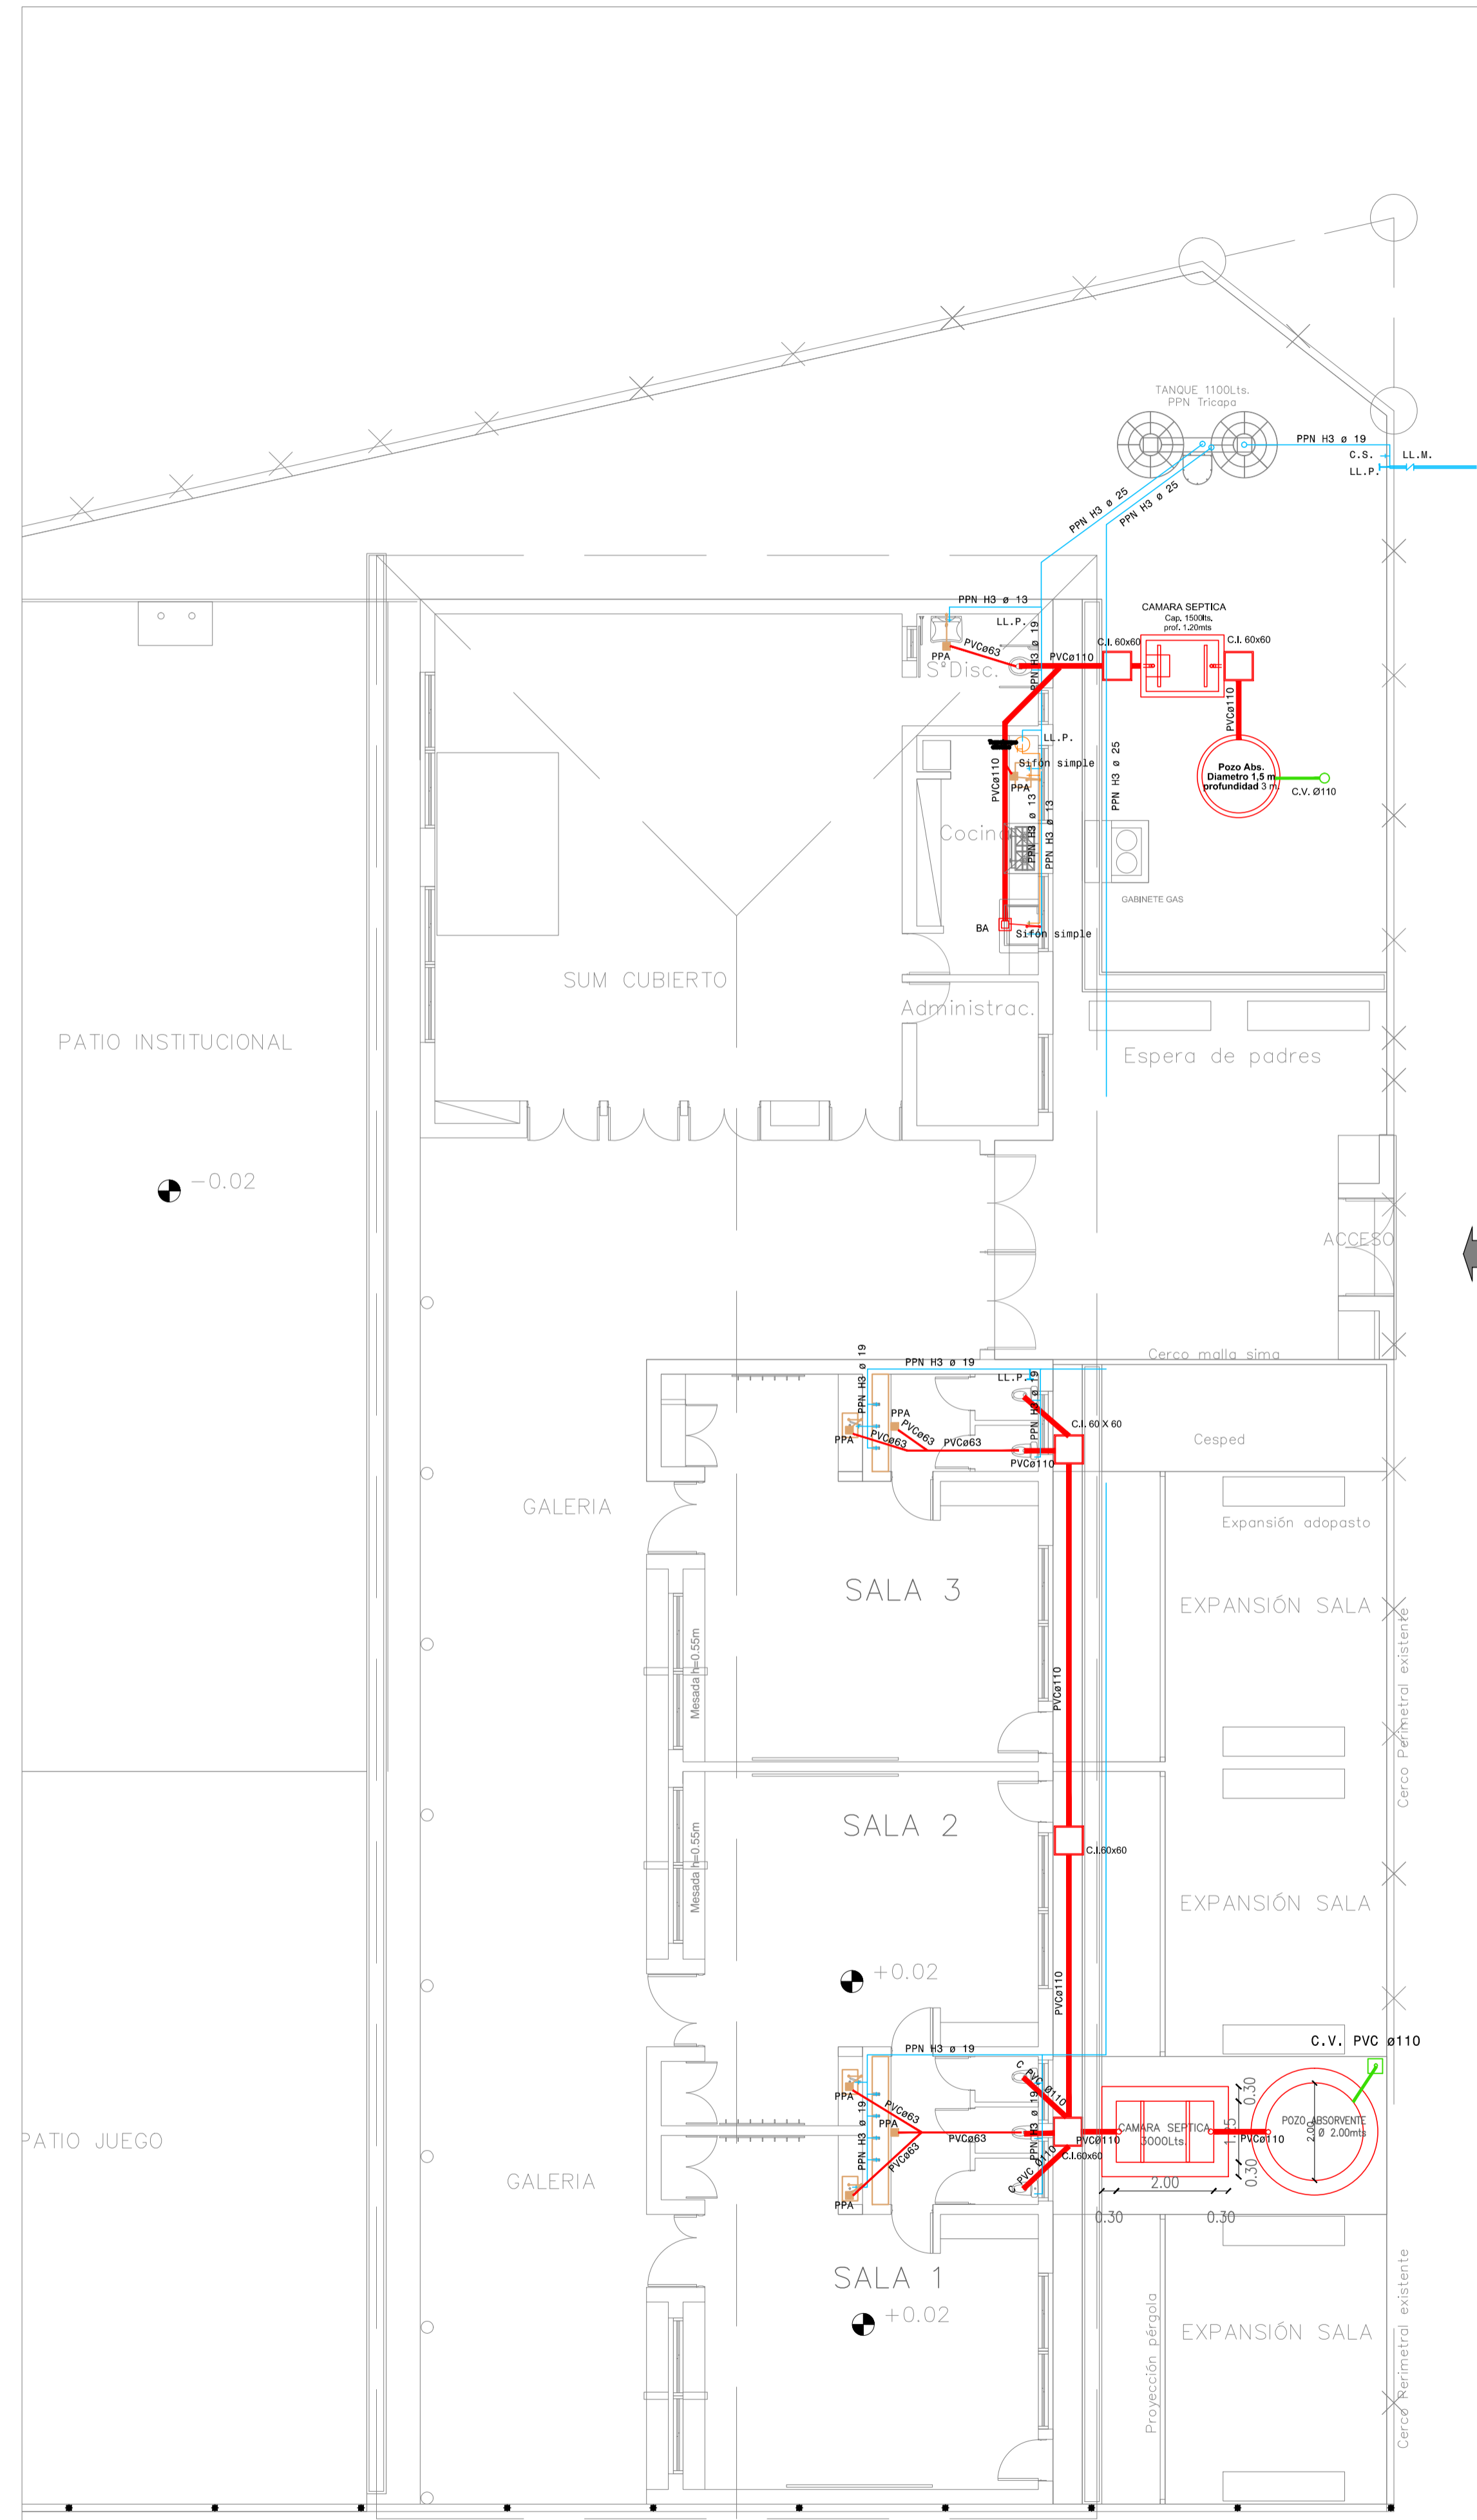 TANQUE 1100Lts.
PPN Tricapa
PPN H3 ø 19
C.S.
LL.M.
LL.P.
PPN H3 ø 25
PPN H3 ø 25
PPN H3 ø 13
LL.P.
PVCø63
PPA
PPN H3 ø 19
SºDisc.
PVCø110
C.I. 60x60
CAMARA SEPTICA
Cap. 1500lts.
prof. 1.20mts
C.I. 60x60
PVCø110
LL.P.
Sifón simple
PVCø110
PPA
PPN H3 ø 25
Pozo Abs.
Diametro 1,5 m
profundidad 3 m.
C.V. Ø110
Cocina
PPN H3 ø 13
PPN H3 ø 13
GABINETE GAS
BA
Sifón simple
SUM CUBIERTO
Administrac.
PATIO INSTITUCIONAL
Espera de padres
-0.02
ACCESO
Cerco malla sima
PPN H3 ø 19
PPN H3 ø 19
LL.P.
PPN H3 ø 19
PPA
PVCø63
PPA
PVCø63
PVCø63
PVCø110
C.I. 60 X 60
Cesped
GALERIA
Expansión adopasto
SALA 3
EXPANSIÓN SALA
Mesada h=0.55m
PVCø110
Cerco Perimetral existente
SALA 2
Mesada h=0.55m
C.I.60x60
EXPANSIÓN SALA
+0.02
PVCø110
C.V. PVC ø110
PPN H3 ø 19
C PVC Ø110
PPA
PVCø63
PPA
PPN H3 ø 19
PVCø63
PVCø63
PPN H3 ø 19
PVCØ110
C.I.60x60
C PVC Ø110
PPA
CAMARA SEPTICA
3000Lts.
0.30
1.25
0.30
PVCø110
POZO ABSORVENTE
Ø 2.00mts
2.00
2.00
0.30
0.30
PATIO JUEGO
GALERIA
SALA 1
+0.02
Proyección pérgola
EXPANSIÓN SALA
Cerco Perimetral existente